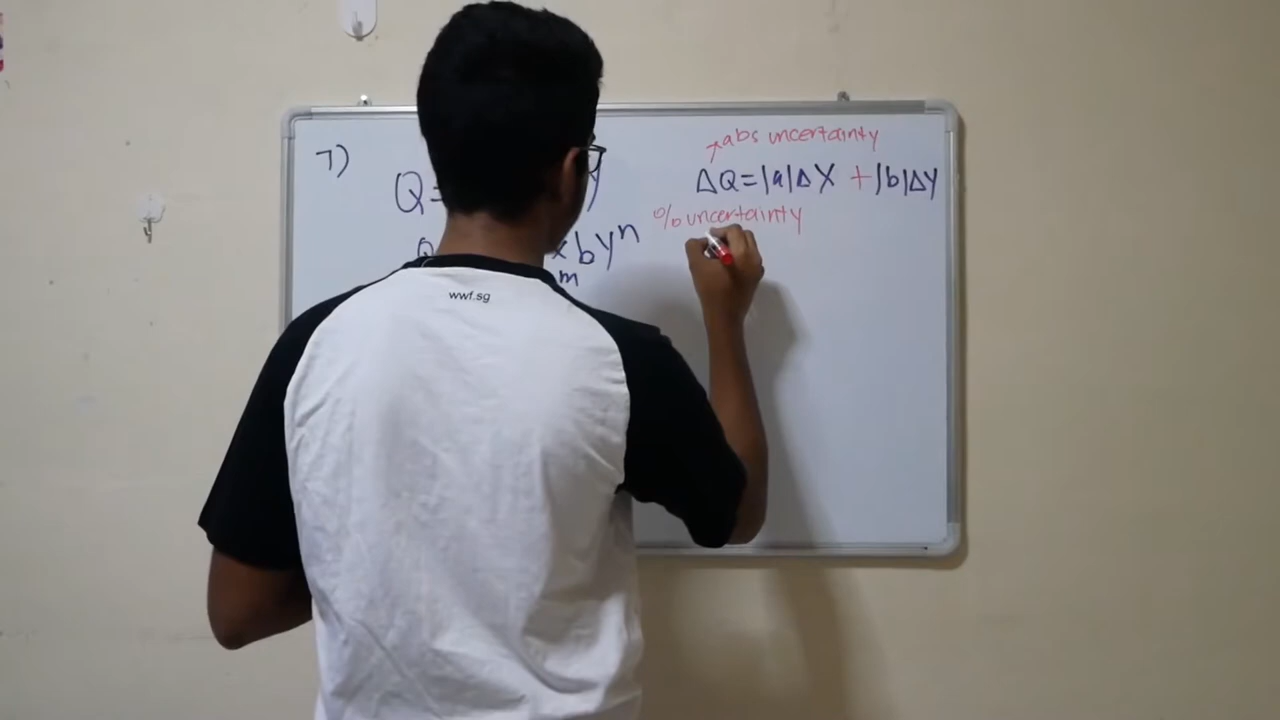 7)
abs uncertainty
Q=
ΔQ=|a|ΔX + |b|ΔY
% uncertainty
Q
bYⁿ
m
wwf.sg